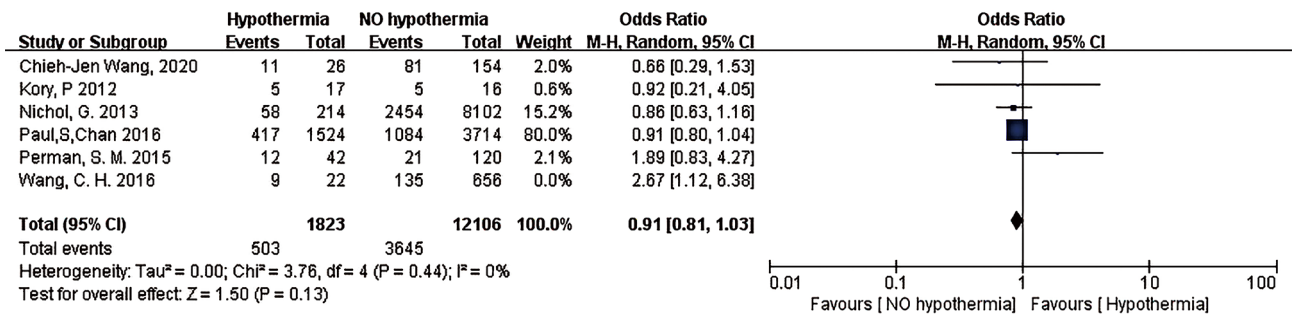 Hypothermia NO hypothermia Odds Ratio Odds Ratio
Study or Subgroup Events Total Events Total Weight M-H, Random, 95% CI M-H, Random, 95% CI
Chieh-Jen Wang, 2020 11 26 81 154 2.0% 0.66 [0.29, 1.53]
Kory, P 2012 5 17 5 16 0.6% 0.92 [0.21, 4.05]
Nichol, G. 2013 58 214 2454 8102 15.2% 0.86 [0.63, 1.16]
Paul,S,Chan 2016 417 1524 1084 3714 80.0% 0.91 [0.80, 1.04]
Perman, S. M. 2015 12 42 21 120 2.1% 1.89 [0.83, 4.27]
Wang, C. H. 2016 9 22 135 656 0.0% 2.67 [1.12, 6.38]
Total (95% CI) 1823 12106 100.0% 0.91 [0.81, 1.03]
Total events 503 3645
Heterogeneity: Tau² = 0.00; Chi² = 3.76, df = 4 (P = 0.44); I² = 0%
Test for overall effect: Z = 1.50 (P = 0.13)
0.01 0.1 1 10 100
Favours [NO hypothermia] Favours [Hypothermia]